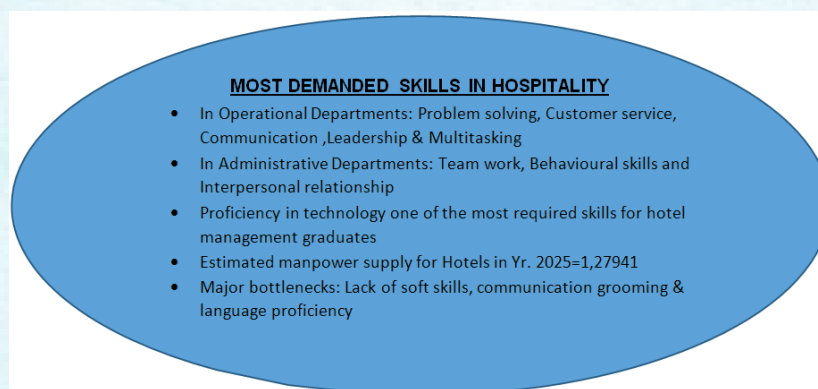 MOST DEMANDED SKILLS IN HOSPITALITY
• In Operational Departments: Problem solving, Customer service,
Communication ,Leadership & Multitasking
• In Administrative Departments: Team work, Behavioural skills and
Interpersonal relationship
• Proficiency in technology one of the most required skills for hotel
management graduates
• Estimated manpower supply for Hotels in Yr. 2025=1,27941
• Major bottlenecks: Lack of soft skills, communication grooming &
language proficiency